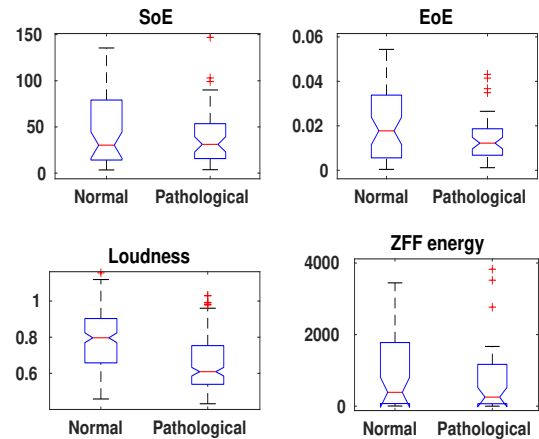 SoE
150
100
50
0
Normal
Pathological
EoE
0.06
0.04
0.02
0
Normal
Pathological
Loudness
1
0.8
0.6
Normal
Pathological
ZFF energy
4000
2000
0
Normal
Pathological